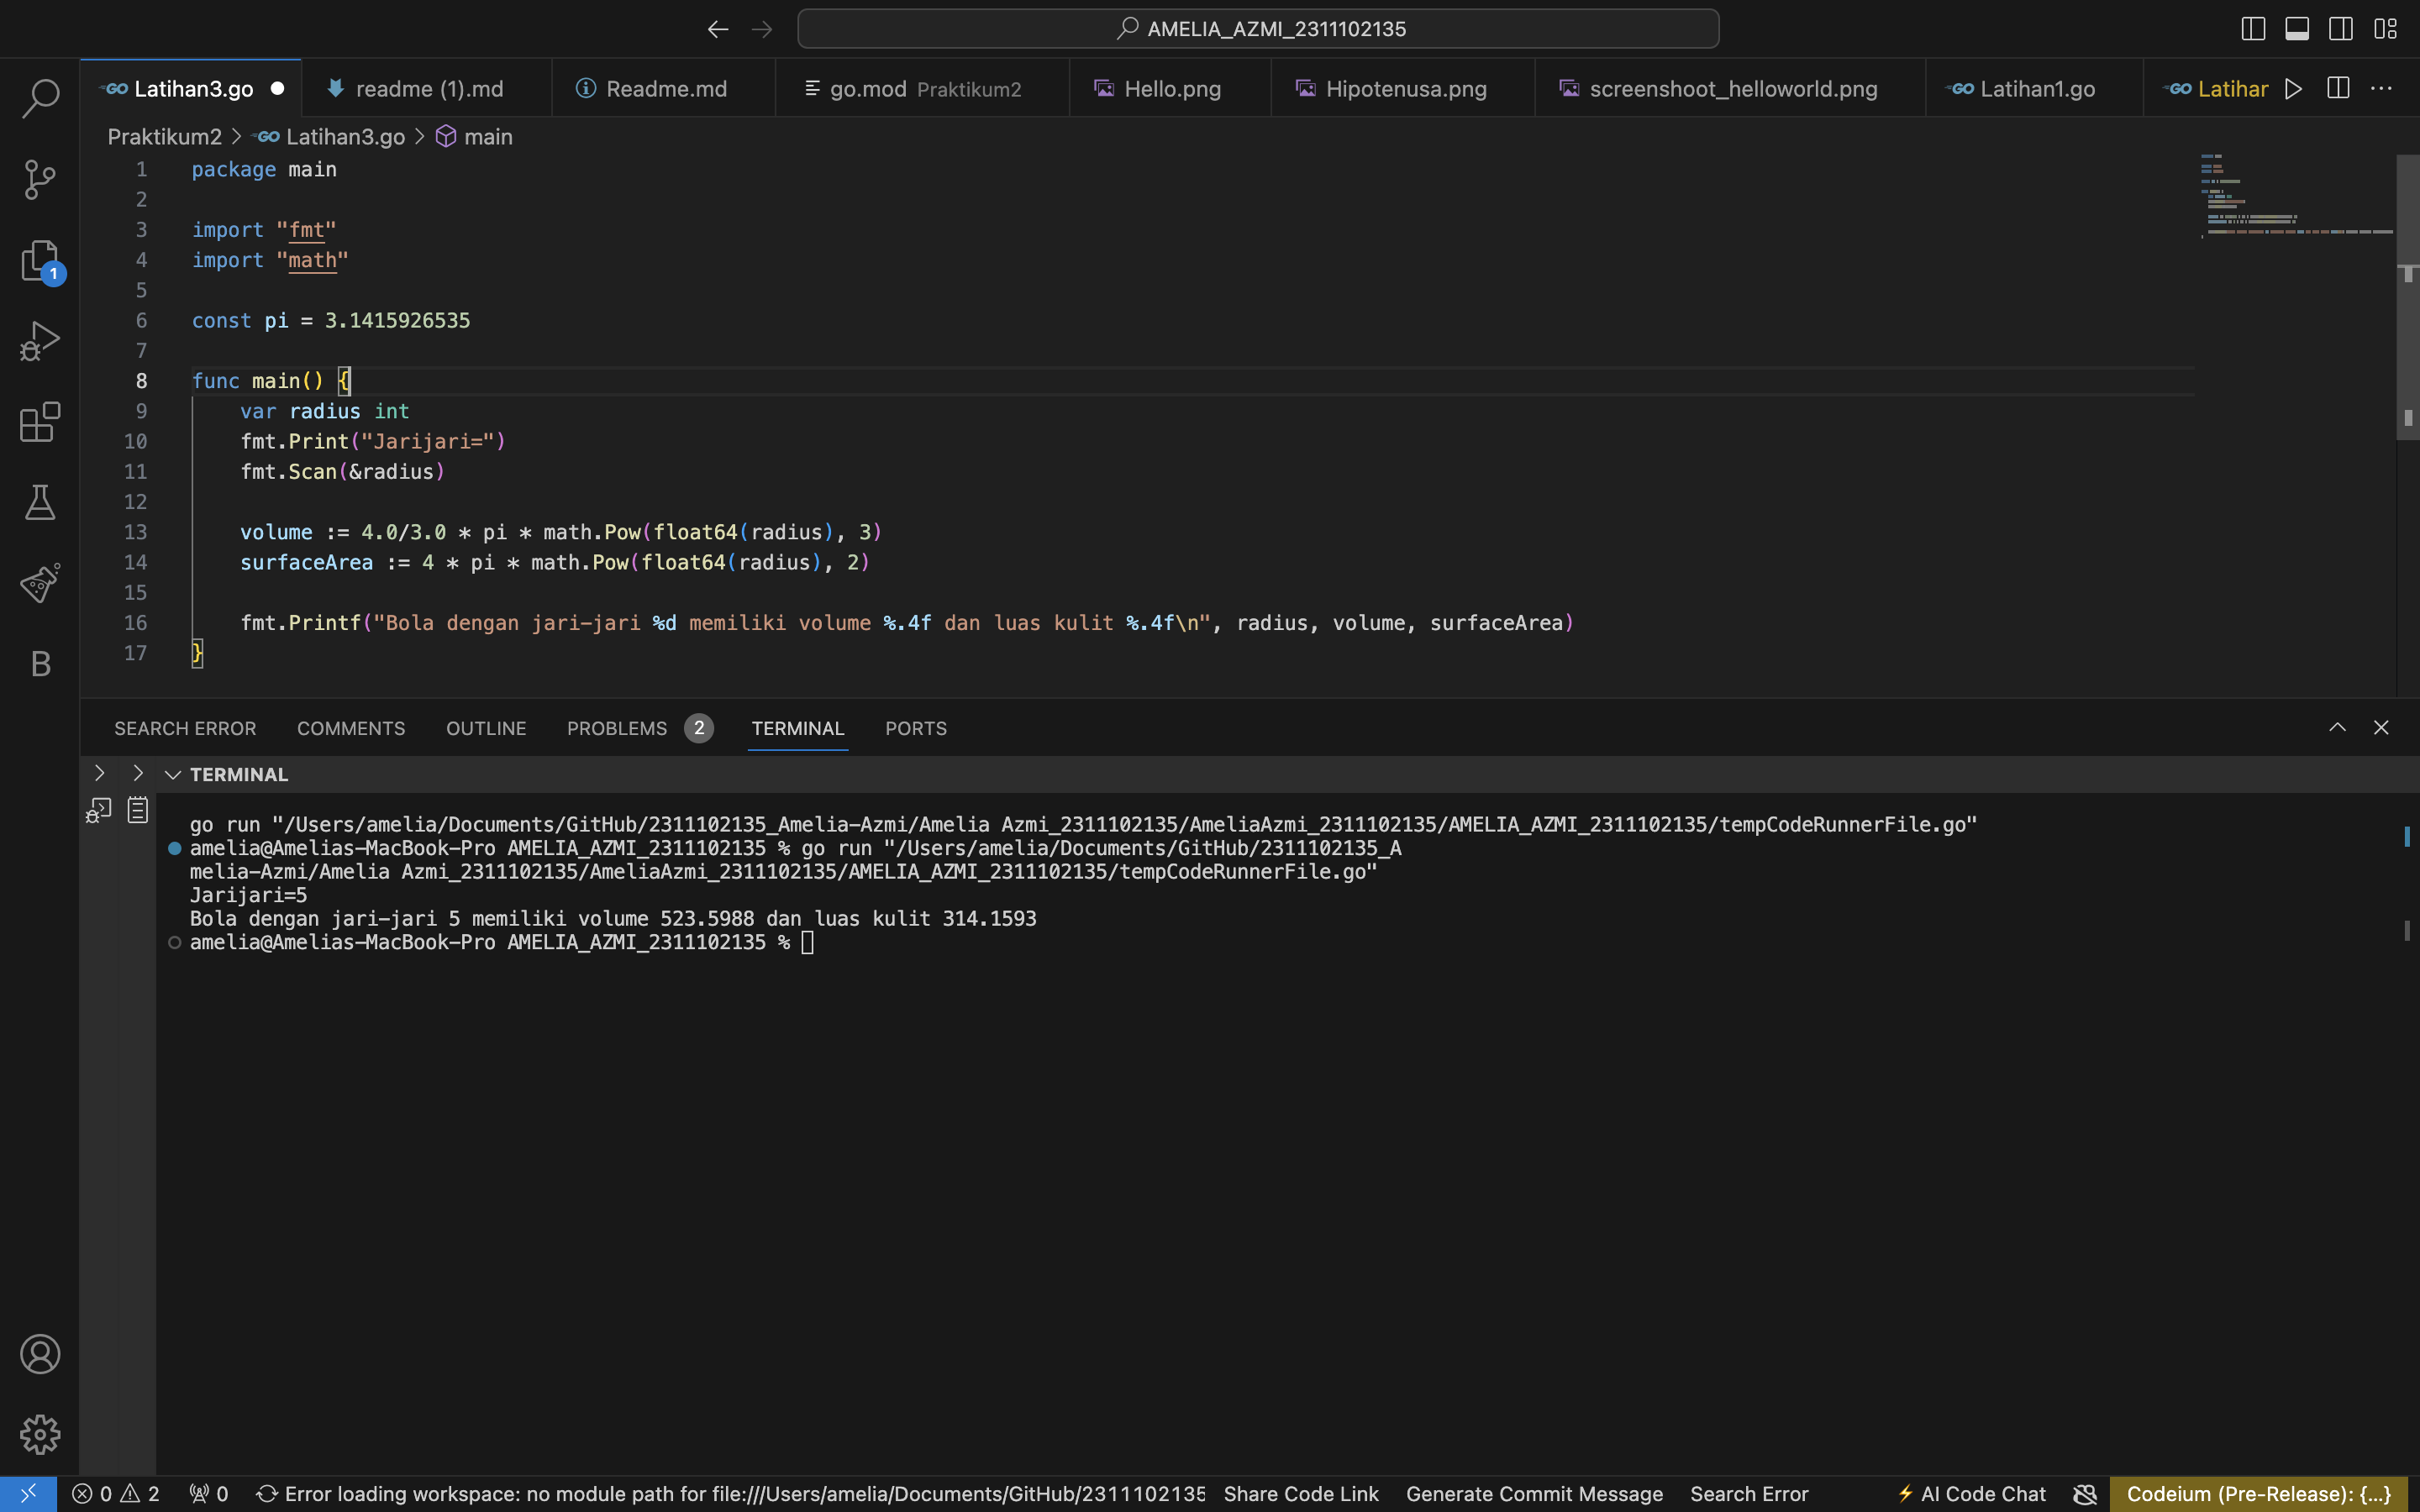 AMELIA_AZMI_2311102135
Latihan3.go
readme (1).md
Readme.md
go.mod Praktikum2
Hello.png
Hipotenusa.png
screenshoot_helloworld.png
Latihan1.go
Latihar
Praktikum2 > Latihan3.go > main
1 package main
2
3 import "fmt"
4 import "math"
5
6 const pi = 3.1415926535
7
8 func main() {
9 var radius int
10 fmt.Print("Jarijari=")
11 fmt.Scan(&radius)
12
13 volume := 4.0/3.0 * pi * math.Pow(float64(radius), 3)
14 surfaceArea := 4 * pi * math.Pow(float64(radius), 2)
15
16 fmt.Printf("Bola dengan jari-jari %d memiliki volume %.4f dan luas kulit %.4f\n", radius, volume, surfaceArea)
17 }
1
B
SEARCH ERROR COMMENTS OUTLINE PROBLEMS 2 TERMINAL PORTS
TERMINAL
go run "/Users/amelia/Documents/GitHub/2311102135_Amelia-Azmi/Amelia Azmi_2311102135/AmeliaAzmi_2311102135/AMELIA_AZMI_2311102135/tempCodeRunnerFile.go"
amelia@Amelias-MacBook-Pro AMELIA_AZMI_2311102135 % go run "/Users/amelia/Documents/GitHub/2311102135_A
melia-Azmi/Amelia Azmi_2311102135/AmeliaAzmi_2311102135/AMELIA_AZMI_2311102135/tempCodeRunnerFile.go"
Jarijari=5
Bola dengan jari-jari 5 memiliki volume 523.5988 dan luas kulit 314.1593
amelia@Amelias-MacBook-Pro AMELIA_AZMI_2311102135 %
0 2 0 Error loading workspace: no module path for file:///Users/amelia/Documents/GitHub/2311102135 Share Code Link Generate Commit Message Search Error AI Code Chat Codeium (Pre-Release): {...}